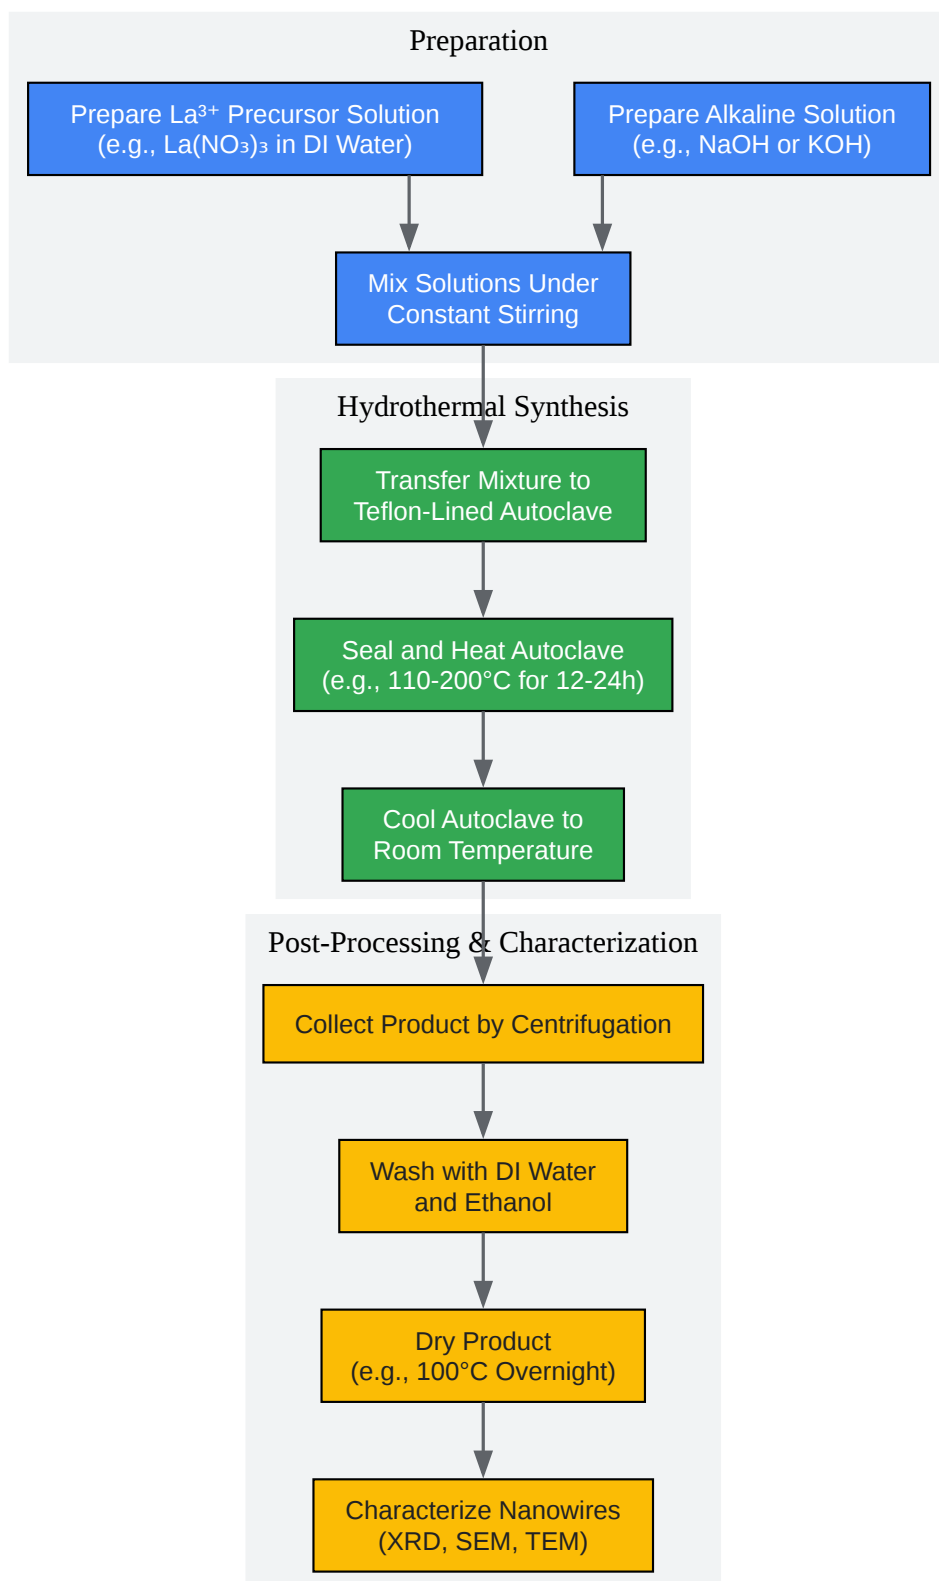 Preparation
Prepare La³⁺ Precursor Solution
(e.g., La(NO₃)₃ in DI Water)
Prepare Alkaline Solution
(e.g., NaOH or KOH)
Mix Solutions Under
Constant Stirring
Hydrothermal Synthesis
Transfer Mixture to
Teflon-Lined Autoclave
Seal and Heat Autoclave
(e.g., 110-200°C for 12-24h)
Cool Autoclave to
Room Temperature
Post-Processing & Characterization
Collect Product by Centrifugation
Wash with DI Water
and Ethanol
Dry Product
(e.g., 100°C Overnight)
Characterize Nanowires
(XRD, SEM, TEM)